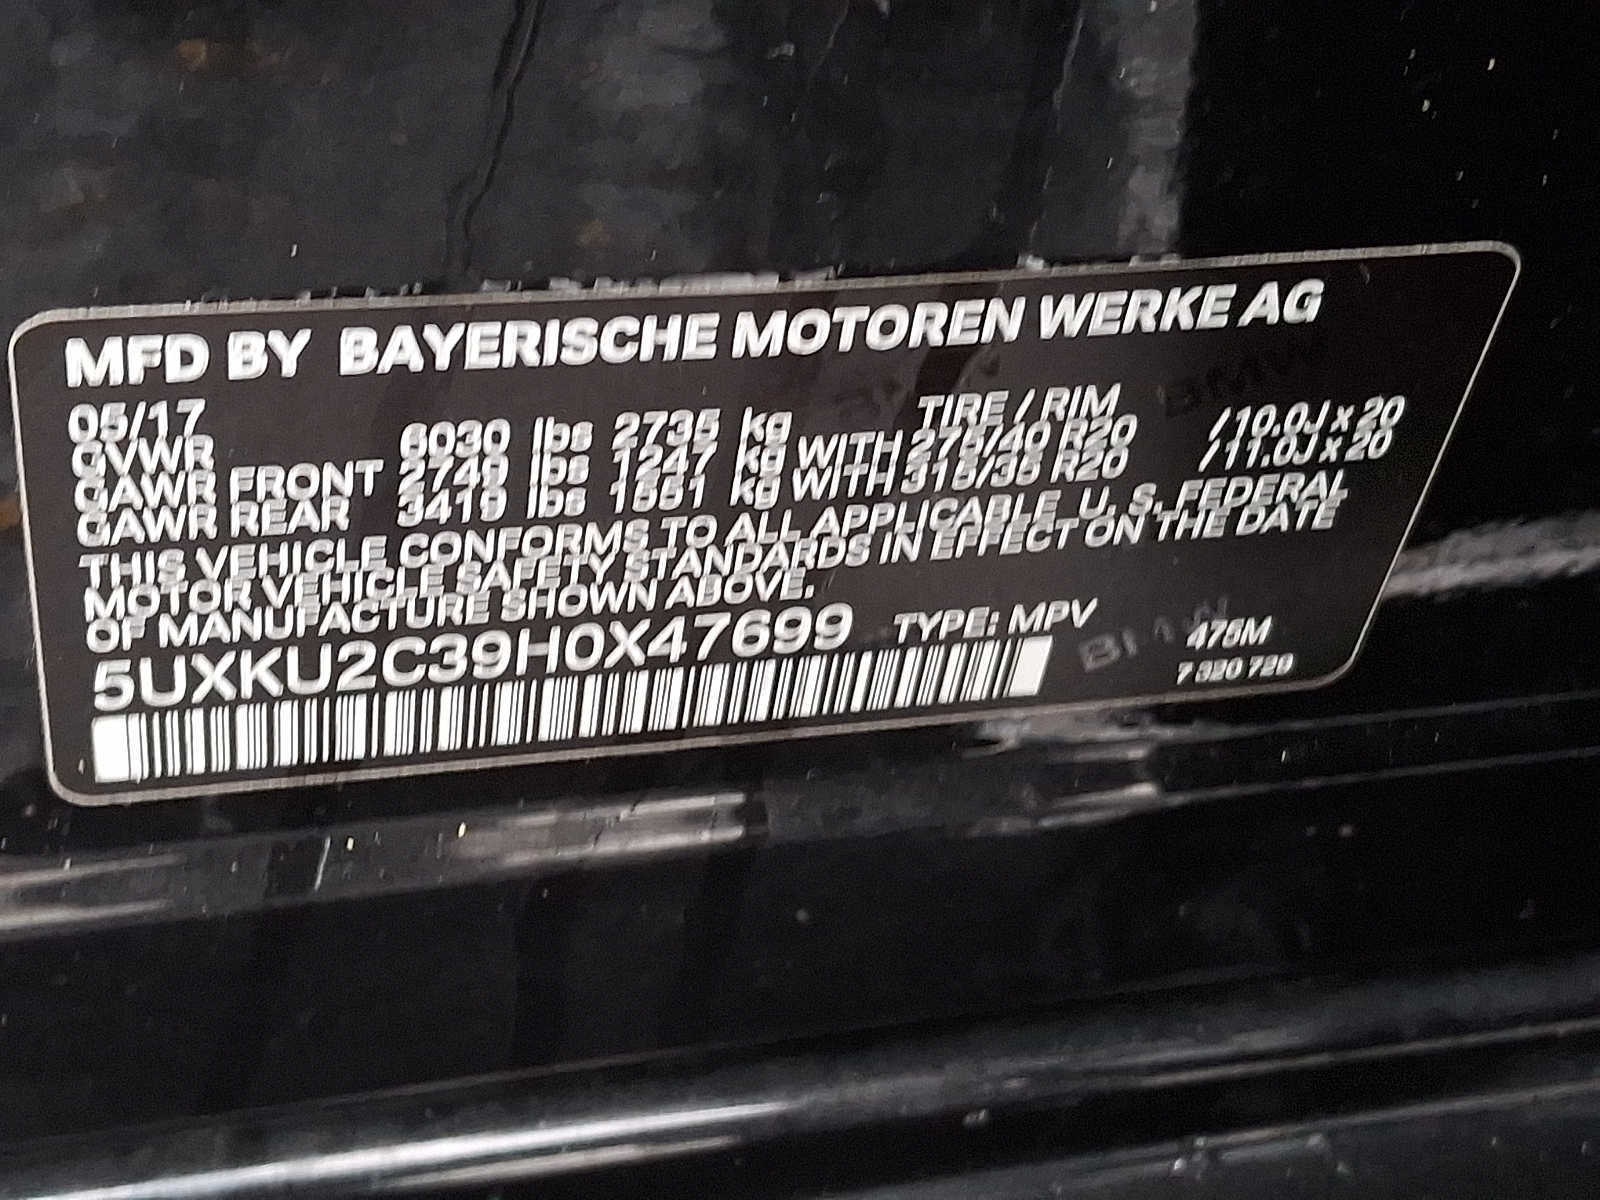 MFD BY BAYERISCHE MOTOREN WERKE AG
05/17 TIRE / RIM
GVWR 6030 lbs 2735 kg
GAWR FRONT 2749 lbs 1247 kg WITH 275/40 R20 /10.0J x 20
GAWR REAR 3419 lbs 1551 kg WITH 315/35 R20 /11.0J x 20
THIS VEHICLE CONFORMS TO ALL APPLICABLE U. S. FEDERAL
MOTOR VEHICLE SAFETY STANDARDS IN EFFECT ON THE DATE
OF MANUFACTURE SHOWN ABOVE.
5UXKU2C39H0X47699 TYPE: MPV
475M
7 320 729
BMW